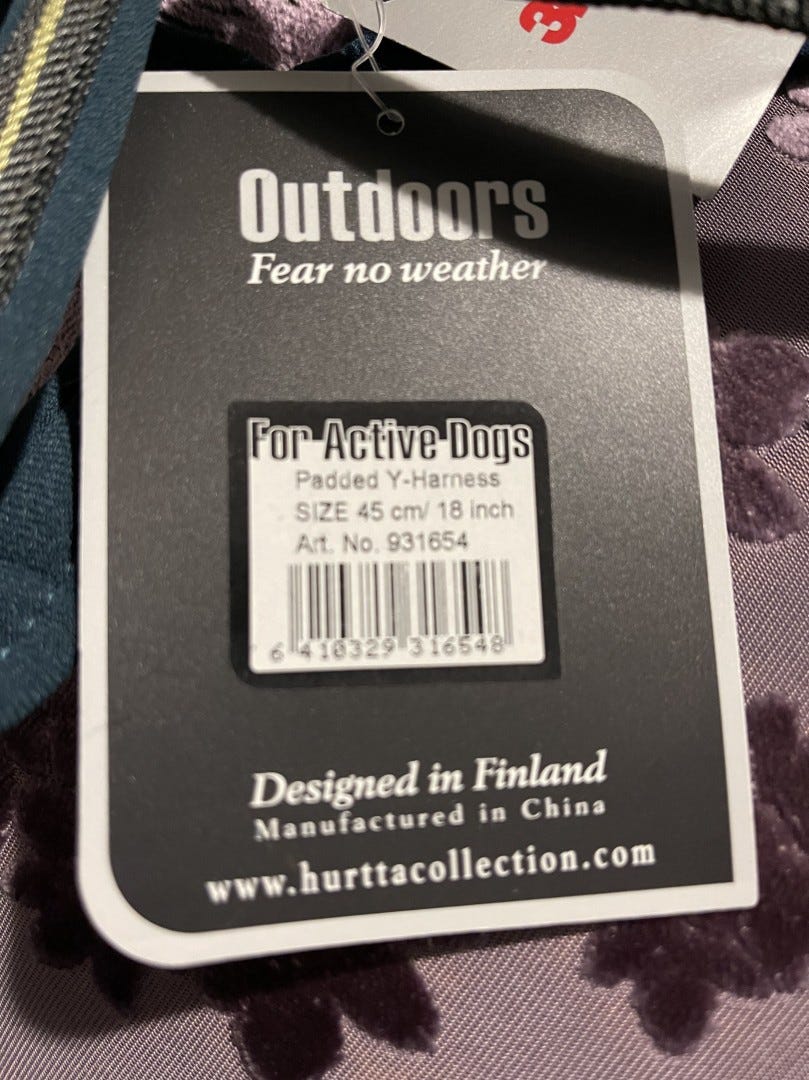 3
Outdoors
Fear no weather
For Active Dogs
Padded Y-Harness
SIZE 45 cm/ 18 inch
Art. No. 931654
6 410329 316548
Designed in Finland
Manufactured in China
www.hurttacollection.com